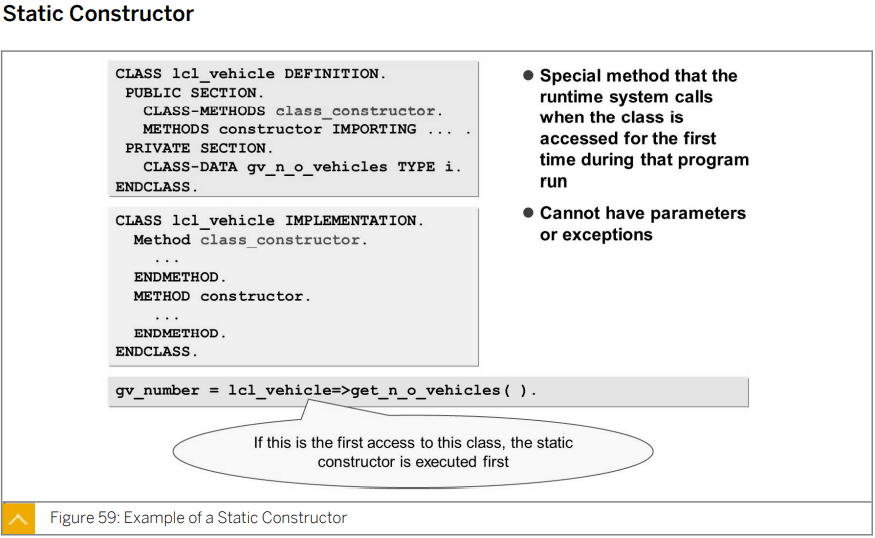 Static Constructor
CLASS lcl_vehicle DEFINITION.
PUBLIC SECTION.
CLASS-METHODS class_constructor.
METHODS constructor IMPORTING ... .
PRIVATE SECTION.
CLASS-DATA gv_n_o_vehicles TYPE i.
ENDCLASS.
CLASS lcl_vehicle IMPLEMENTATION.
Method class_constructor.
...
ENDMETHOD.
METHOD constructor.
...
ENDMETHOD.
ENDCLASS.
gv_number = lcl_vehicle=>get_n_o_vehicles( ).
If this is the first access to this class, the static
constructor is executed first
● Special method that the
runtime system calls
when the class is
accessed for the first
time during that program
run
● Cannot have parameters
or exceptions
Figure 59: Example of a Static Constructor